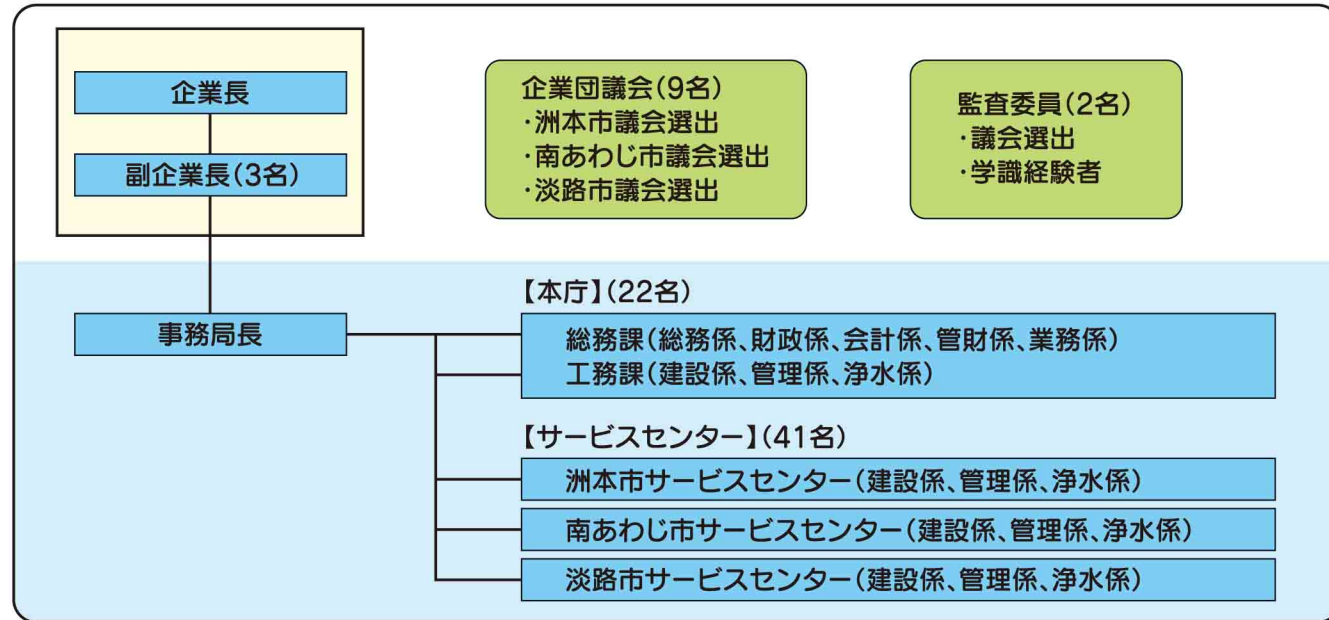 企業長
副企業長(3名)
企業団議会(9名)
・洲本市議会選出
・南あわじ市議会選出
・淡路市議会選出
監査委員(2名)
・議会選出
・学識経験者
事務局長
【本庁】(22名)
総務課(総務係、財政係、会計係、管財係、業務係)
工務課(建設係、管理係、浄水係)
【サービスセンター】(41名)
洲本市サービスセンター(建設係、管理係、浄水係)
南あわじ市サービスセンター(建設係、管理係、浄水係)
淡路市サービスセンター(建設係、管理係、浄水係)